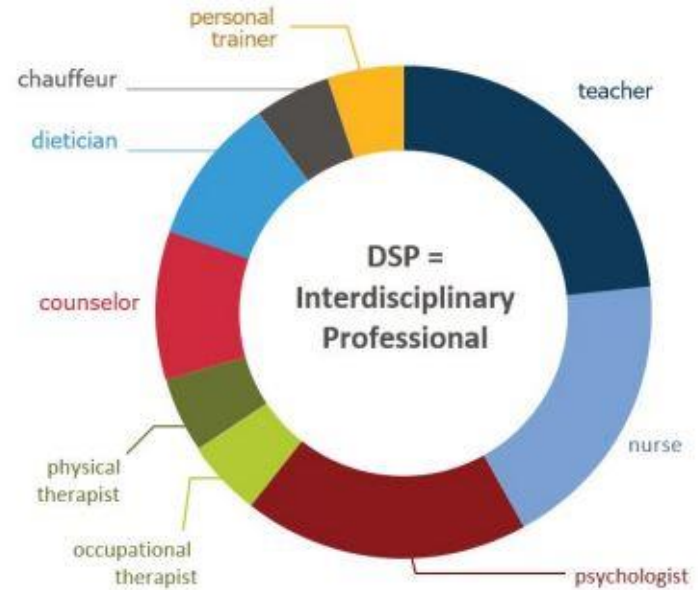 personal
trainer
chauffeur
teacher
dietician
DSP =
Interdisciplinary
Professional
counselor
nurse
physical
therapist
occupational
therapist
psychologist